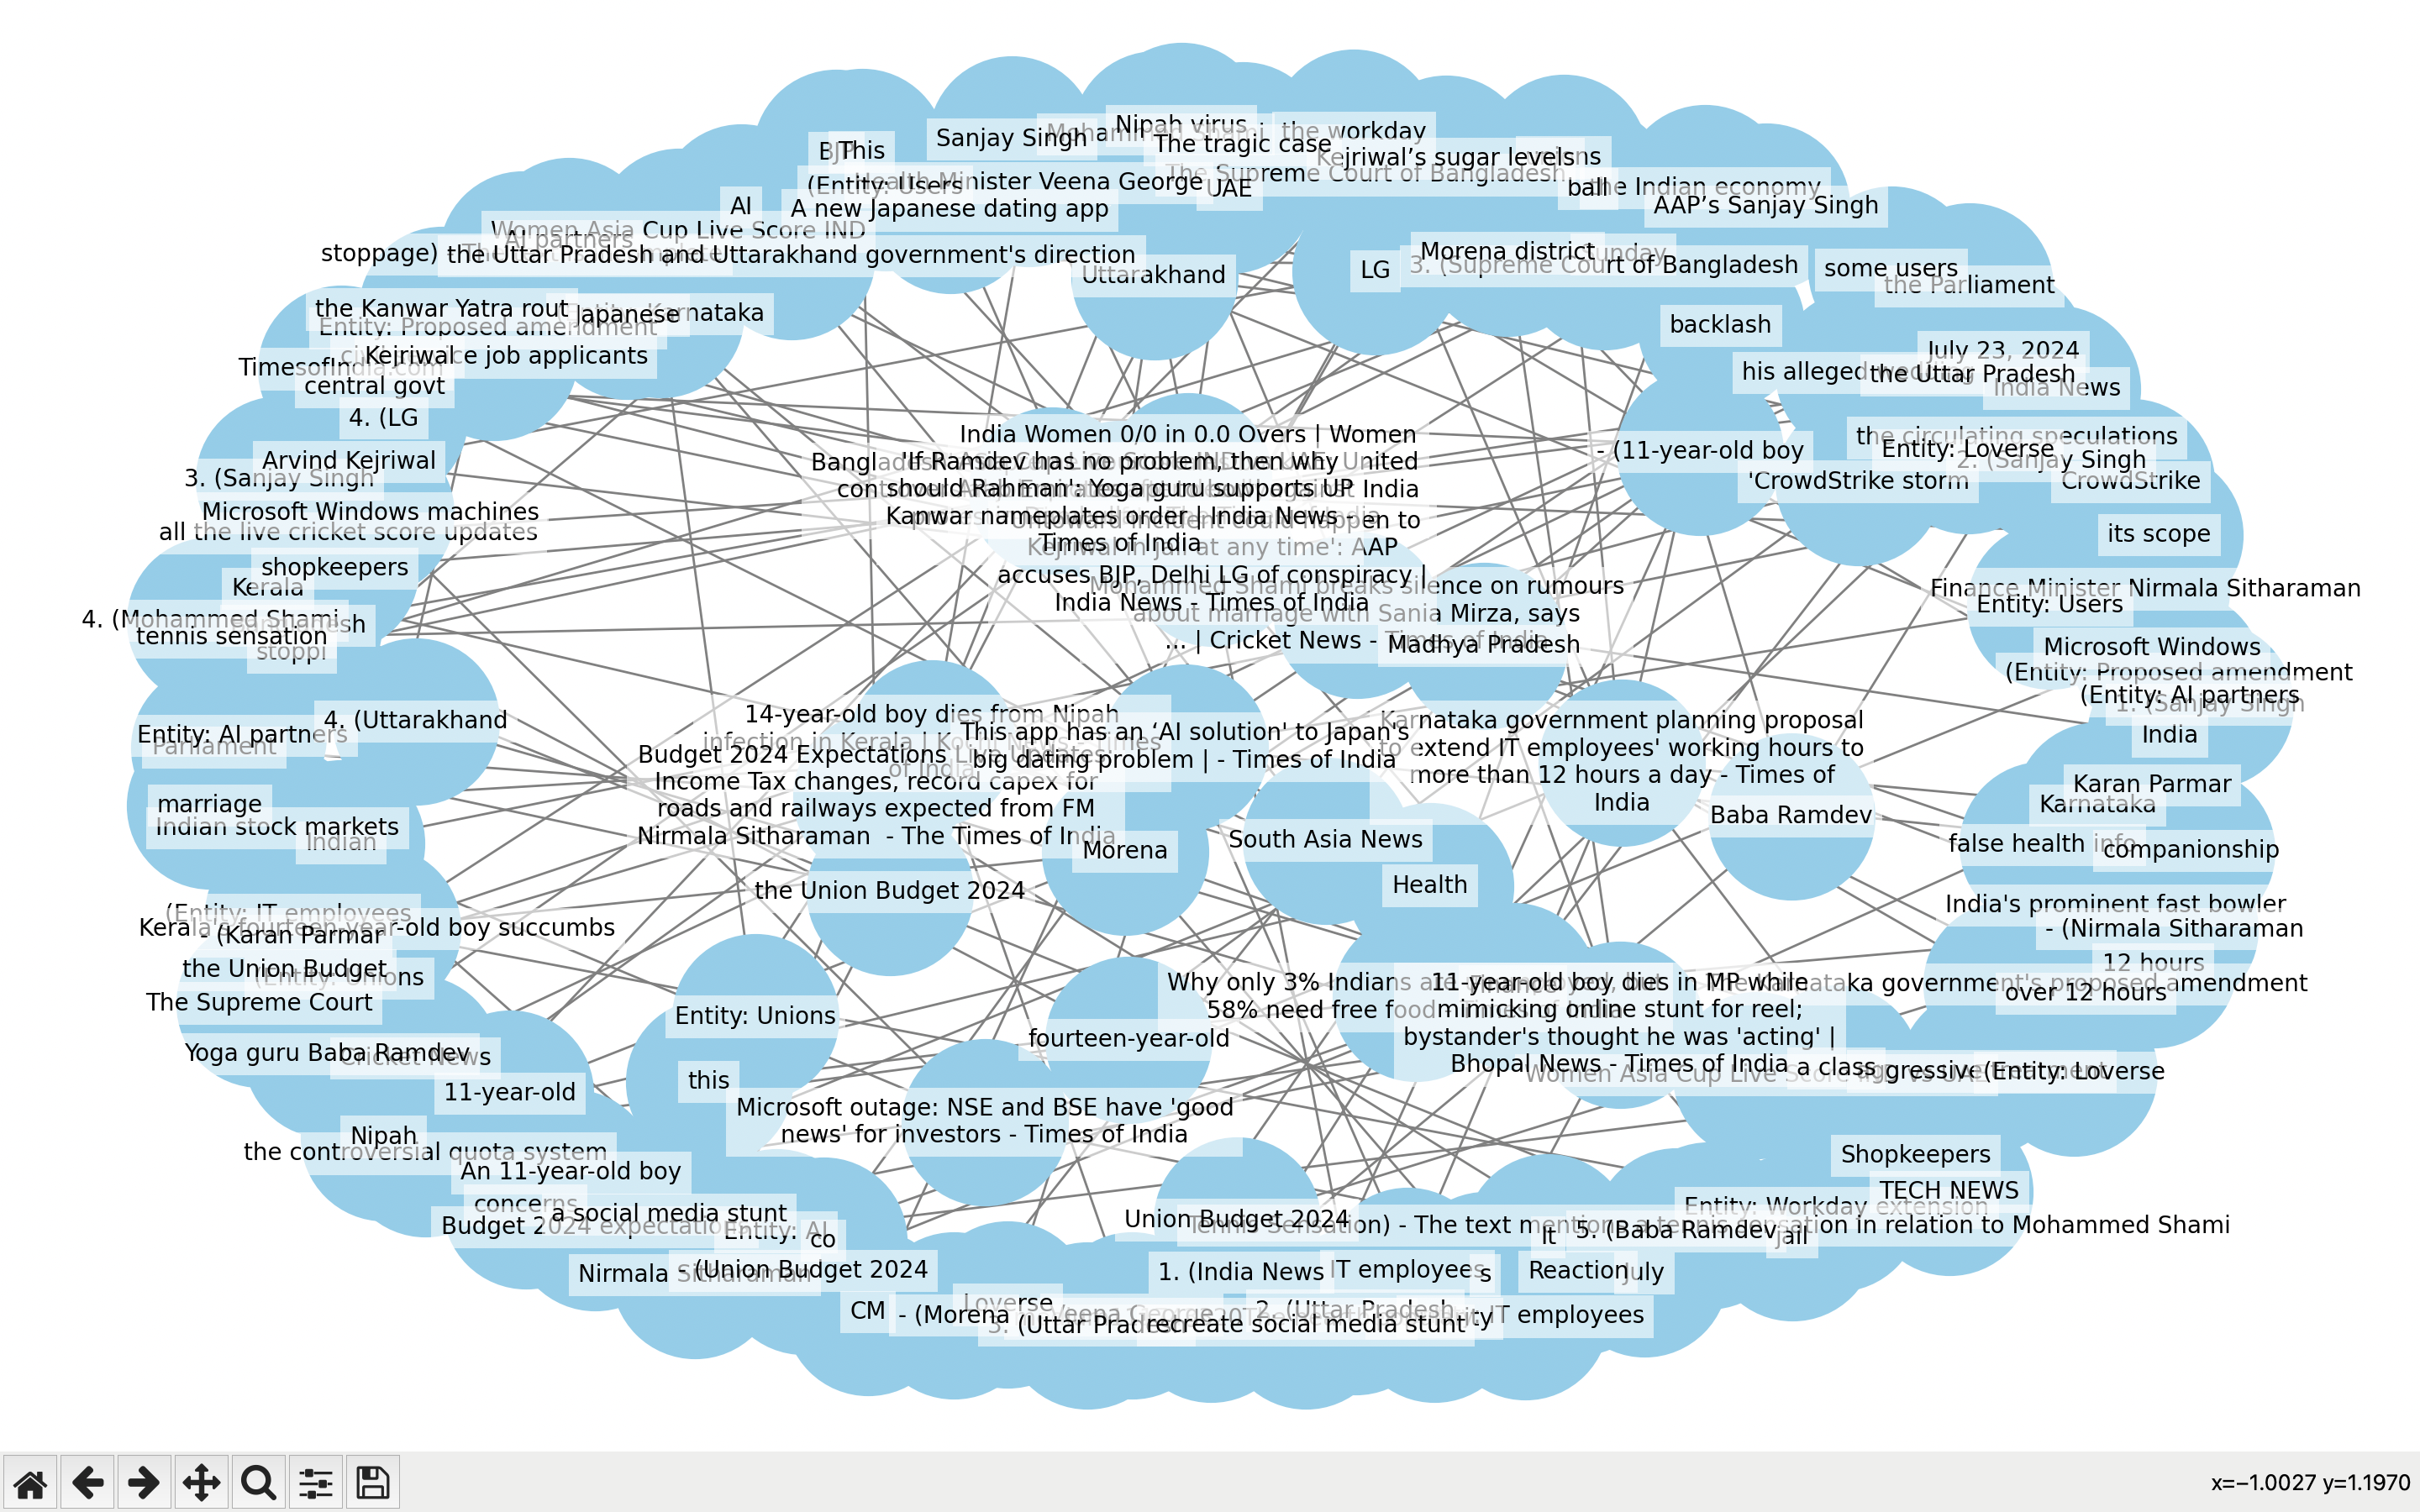 Nipah virus
the workday
Sanjay Singh
The tragic case
This
Kejriwal’s sugar levels
The Supreme Court of Bangladesh
Health Minister Veena George
(Entity: Users
UAE
ball
the Indian economy
AI
A new Japanese dating app
AAP’s Sanjay Singh
Women Asia Cup Live Score IND
AI partners
stoppage)
the Uttar Pradesh and Uttarakhand government's direction
Morena district
3. (Supreme Court of Bangladesh
LG
some users
Uttarakhand
the Parliament
the Kanwar Yatra rout
Japanese
Karnataka
Entity: Proposed amendment
backlash
Kejriwal
ce job applicants
July 23, 2024
TimesofIndia.com
his alleged wedding
the Uttar Pradesh
central govt
India News
4. (LG
India Women 0/0 in 0.0 Overs | Women
the circulating speculations
- (11-year-old boy
Entity: Loverse
Arvind Kejriwal
'If Ramdev has no problem, then why
United
2. (Sanjay Singh
3. (Sanjay Singh
should Rahman': Yoga guru supports UP
India
'CrowdStrike storm
CrowdStrike
Microsoft Windows machines
Kanwar nameplates order | India News -
all the live cricket score updates
its scope
Times of India
Kejriwal in jail at any time': AAP
shopkeepers
accuses BJP, Delhi LG of conspiracy |
Kerala
Mohammed Shami breaks silence on rumours
Finance Minister Nirmala Sitharaman
India News - Times of India
Entity: Users
about marriage with Sania Mirza, says
4. (Mohammed Shami
tennis sensation
... | Cricket News - Times of India
Madhya Pradesh
Microsoft Windows
stoppi
(Entity: Proposed amendment
(Entity: AI partners
1. (Sanjay Singh
14-year-old boy dies from Nipah
4. (Uttarakhand
Karnataka government planning proposal
Entity: AI partners
This app has an ‘AI solution' to Japan's
India
Parliament
infection in Kerala |
to extend IT employees' working hours to
Budget 2024 Expectations Live Updates:
big dating problem | - Times of India
more than 12 hours a day - Times of
India
Income Tax changes, record capex for
Karan Parmar
marriage
roads and railways expected from FM
Karnataka
Baba Ramdev
Indian stock markets
Nirmala Sitharaman - The Times of India
South Asia News
Indian
Morena
false health info
companionship
Health
the Union Budget 2024
India's prominent fast bowler
(Entity: IT employees
Kerala's fourteen-year-old boy succumbs
- (Nirmala Sitharaman
- (Karan Parmar
12 hours
the Union Budget
(Entity: Unions
Why only 3% Indians are
11-year-old boy dies in MP while
The Karnataka government's proposed amendment
over 12 hours
The Supreme Court
58% need free food - Times of India
mimicking online stunt for reel;
Entity: Unions
fourteen-year-old
bystander's thought he was 'acting' |
Yoga guru Baba Ramdev
Cricket News
Bhopal News - Times of India
Women Asia Cup Live Score IND vs UAE
a class
(Entity: Loverse
this
11-year-old
Microsoft outage: NSE and BSE have 'good
news' for investors - Times of India
Nipah
the controversial quota system
Shopkeepers
An 11-year-old boy
TECH NEWS
concerns
a social media stunt
Entity: Workday extension
Budget 2024 expectations
Entity: AI
co
Union Budget 2024
Tennis Sensation) - The text mentions a tennis sensation in relation to Mohammed Shami
It
5. (Baba Ramdev
jail
Nirmala Sitharaman
- (Union Budget 2024
1. (India News
IT employees
s
Reaction
July
CM
- (Morena
Loverse
Veena George
2. (Uttar Pradesh
- IT employees
3. (Uttar Pradesh
recreate social media stunt
x=−1.0027 y=1.1970